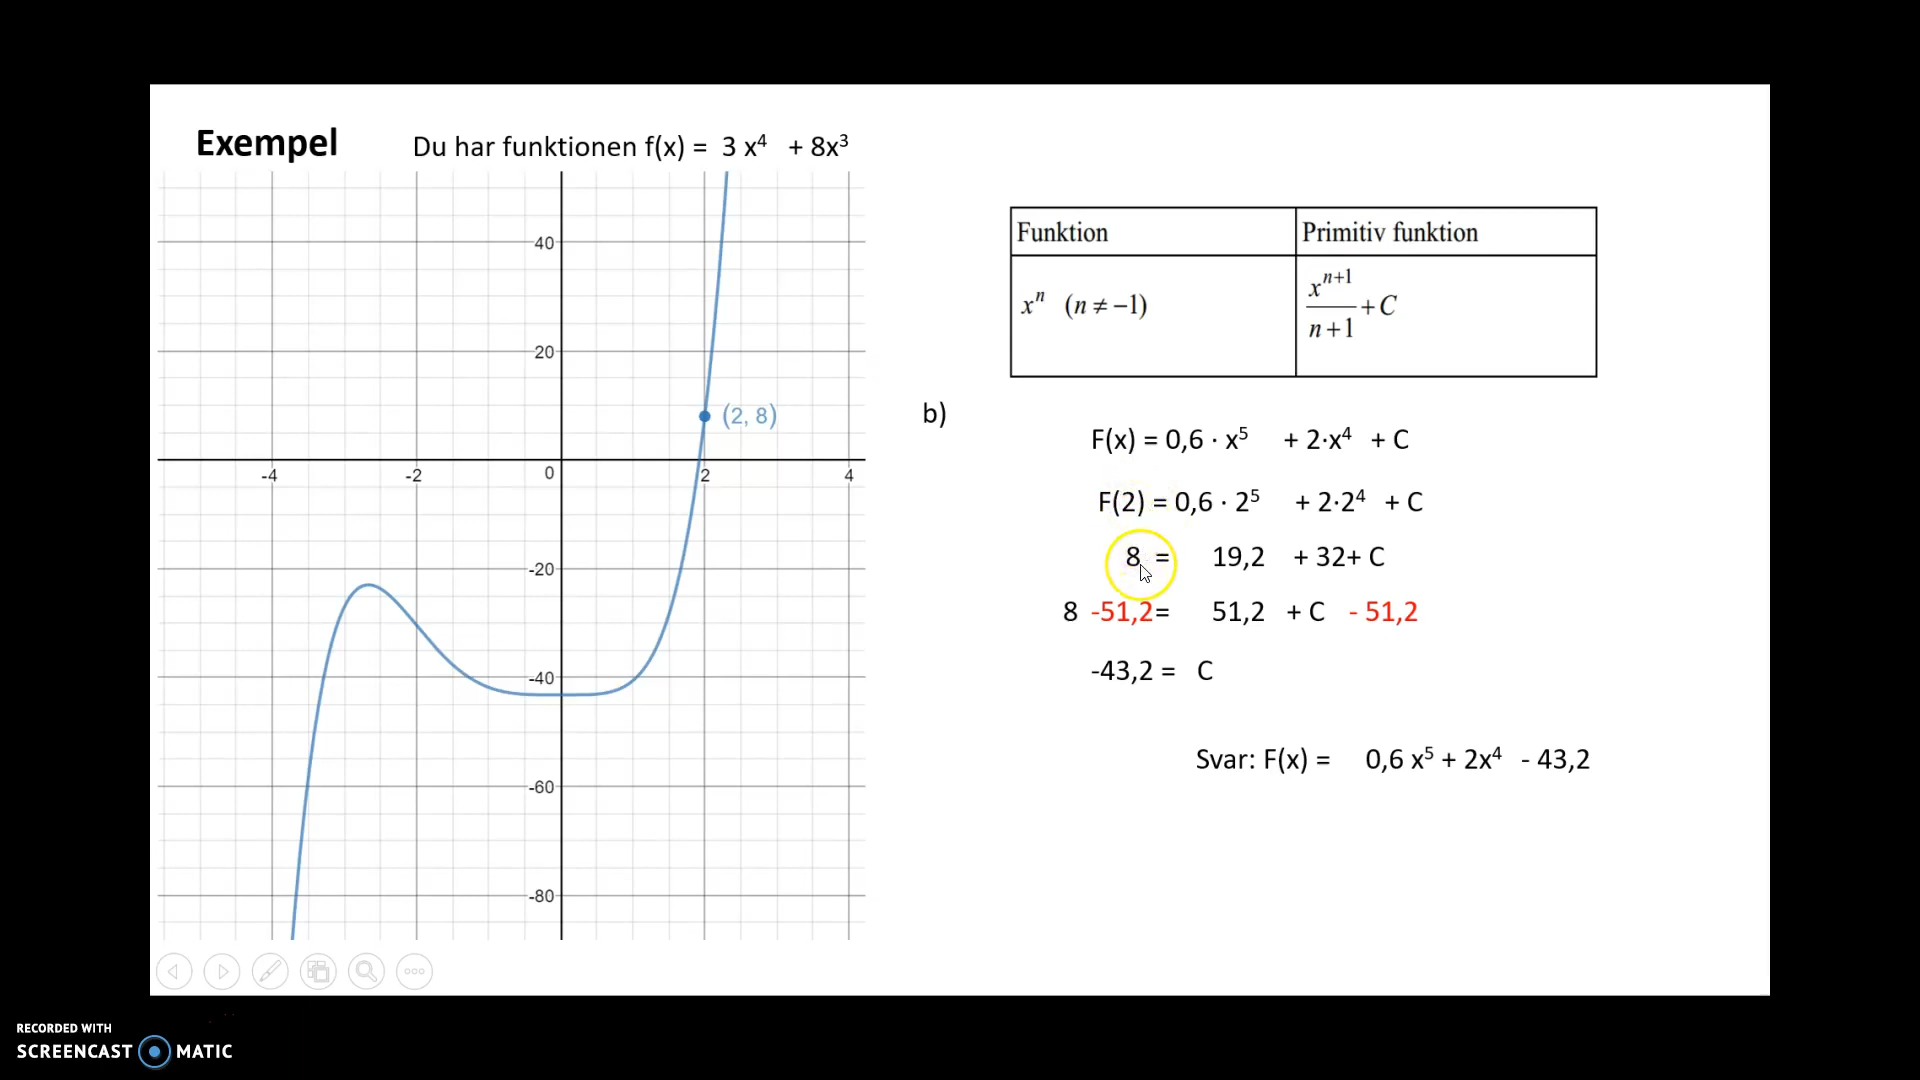 Exempel Du har funktionen f(x) = 3 x⁴ + 8x³
40
20
(2, 8)
-4 -2 0 2 4
-20
-40
-60
-80
Funktion Primitiv funktion
xⁿ (n ≠ −1) xⁿ⁺¹/(n+1) + C
b)
F(x) = 0,6 · x⁵ + 2·x⁴ + C
F(2) = 0,6 · 2⁵ + 2·2⁴ + C
8 = 19,2 + 32+ C
8 -51,2= 51,2 + C - 51,2
-43,2 = C
Svar: F(x) = 0,6 x⁵ + 2x⁴ - 43,2
RECORDED WITH
SCREENCAST MATIC